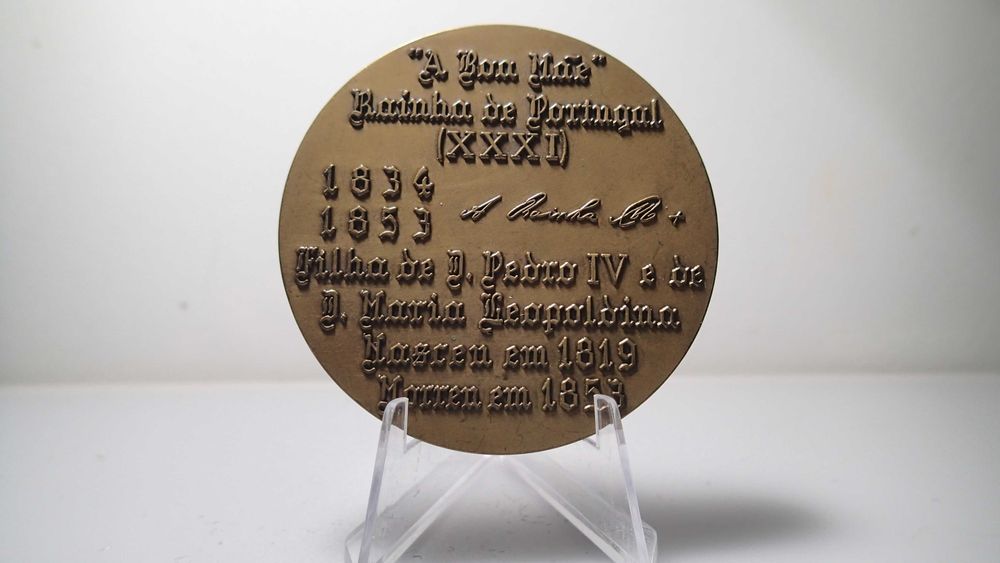 "A Boa Mãe"
Rainha de Portugal
(XXXI)
1834
1853
A Rainha
Filha de D. Pedro IV e de
D. Maria Leopoldina
Nasceu em 1819
Morreu em 1853